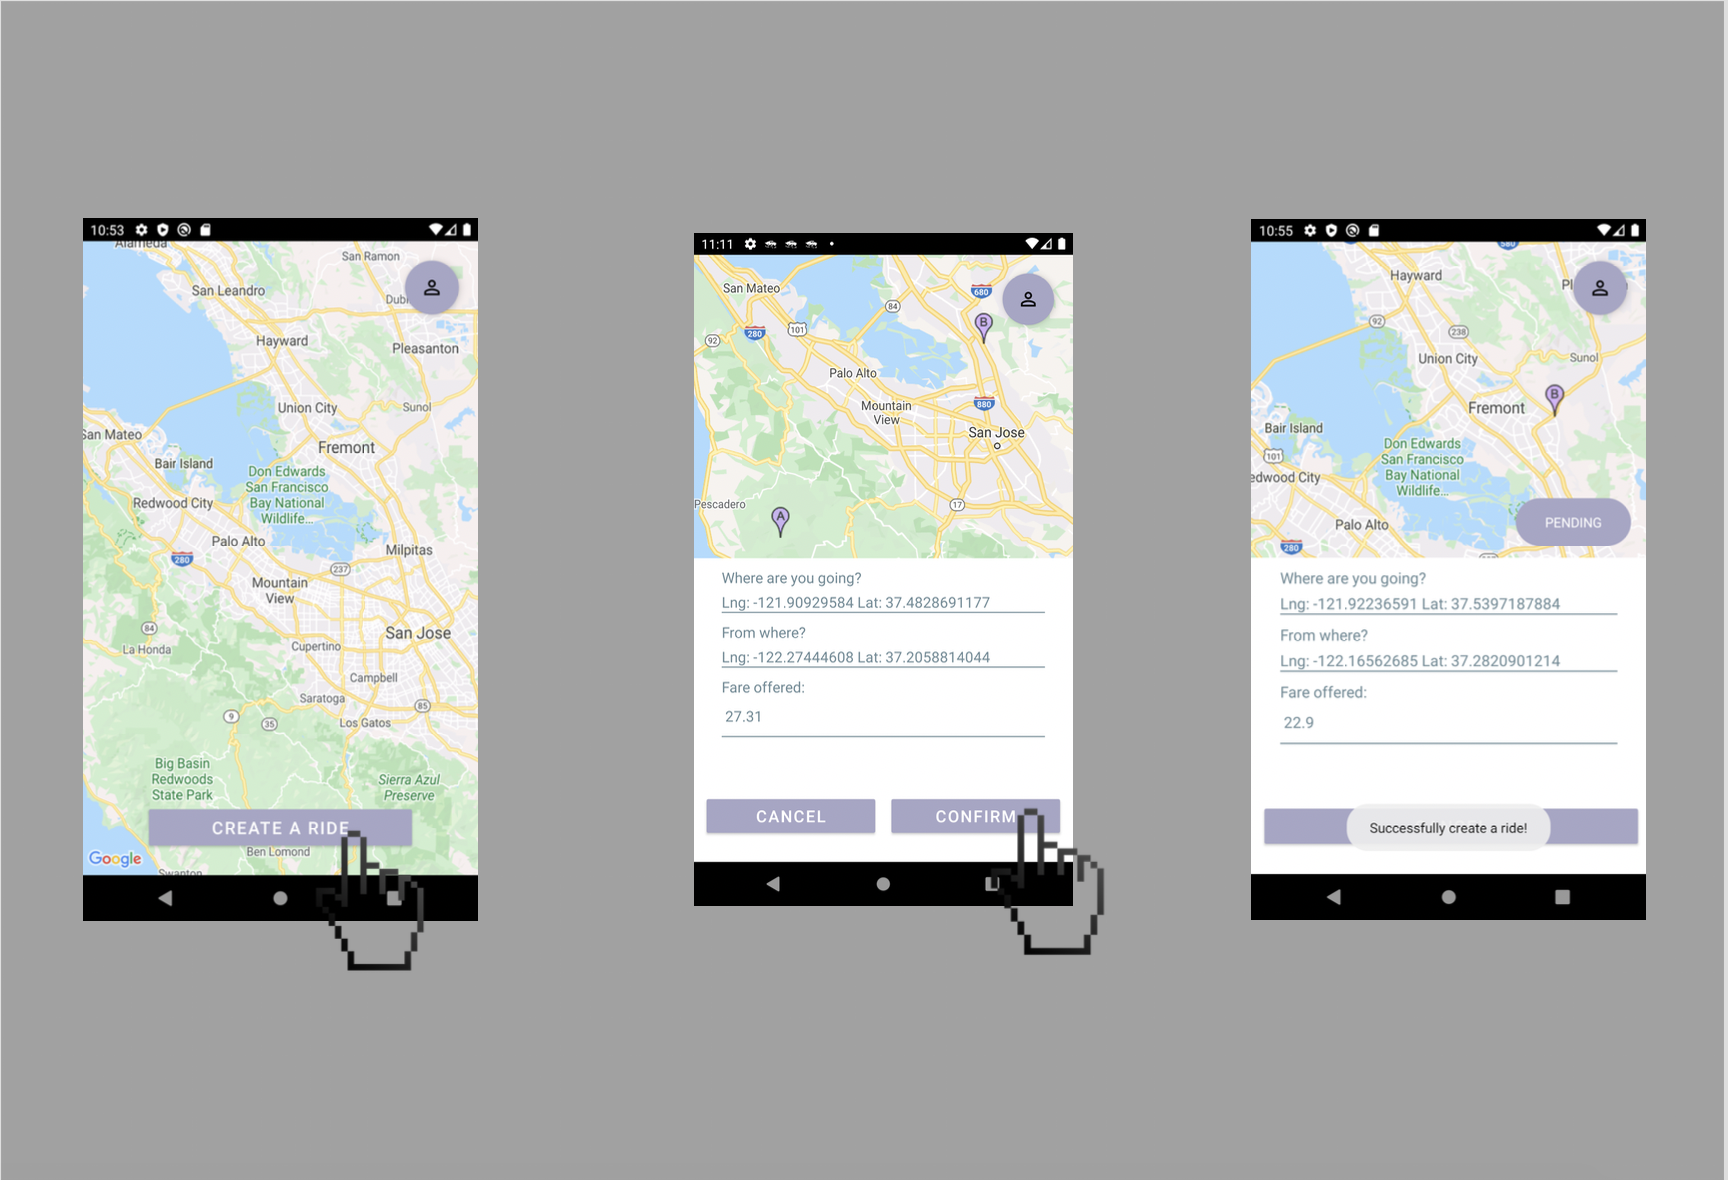 10:53
Alameda
San Ramon
San Leandro
Hayward
Pleasanton
Union City
Sunol
San Mateo
Fremont
Bair Island
Don Edwards
San Francisco
Bay National
Wildlife...
Redwood City
Palo Alto
Milpitas
280
237
Mountain
View
84
San Jose
La Honda
Cupertino
Campbell
Saratoga
85
9
35
Los Gatos
Big Basin
Redwoods
State Park
Sierra Azul
Preserve
CREATE A RIDE
Ben Lomond
Google
Swanton
11:11
San Mateo
680
84
B
280
101
92
Palo Alto
880
Mountain
View
San Jose
Pescadero
17
A
Where are you going?
Lng: -121.90929584 Lat: 37.4828691177
From where?
Lng: -122.27444608 Lat: 37.2058814044
Fare offered:
27.31
CANCEL
CONFIRM
10:55
580
Hayward
92
238
Union City
Sunol
B
Fremont
Bair Island
Don Edwards
San Francisco
Bay National
Wildlife...
101
edwood City
Palo Alto
PENDING
280
Where are you going?
Lng: -121.92236591 Lat: 37.5397187884
From where?
Lng: -122.16562685 Lat: 37.2820901214
Fare offered:
22.9
Successfully create a ride!